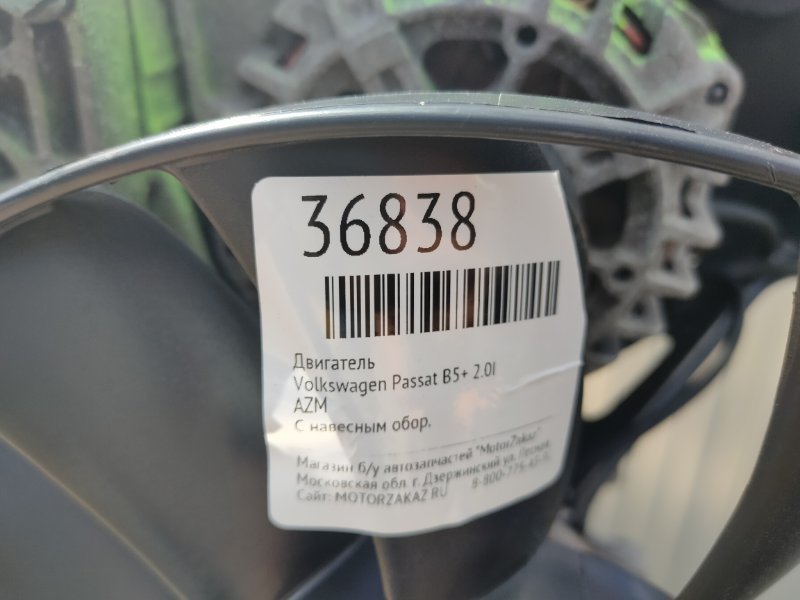 36838
Двигатель
Volkswagen Passat B5+ 2.0I
AZM
С навесным обор.
Магазин б/у автозапчастей "MotorZakaz"
Московская обл. г. Дзержинский ул. Лесная,
Сайт: MOTORZAKAZ.RU